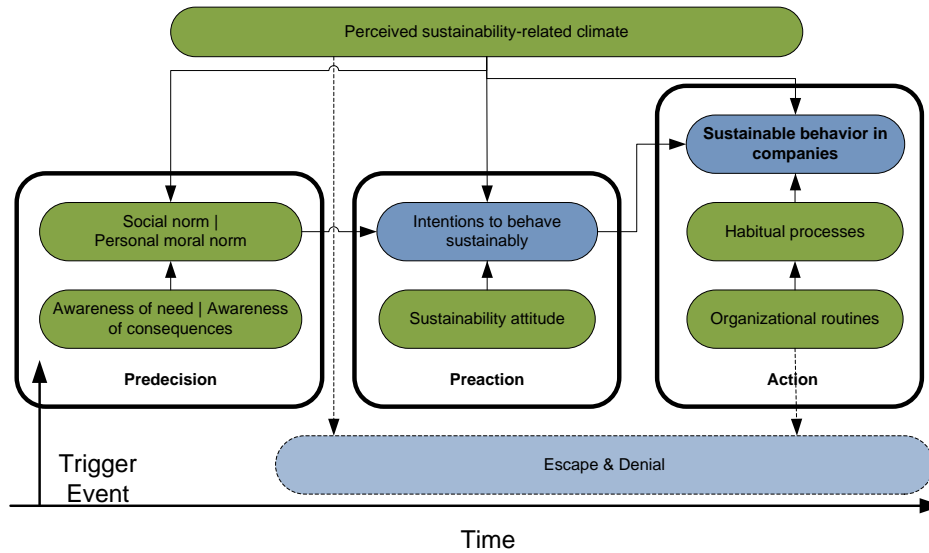 Perceived sustainability-related climate
Sustainable behavior in
companies
Social norm |
Personal moral norm
Intentions to behave
sustainably
Habitual processes
Awareness of need | Awareness
of consequences
Sustainability attitude
Organizational routines
Predecision
Preaction
Action
Escape & Denial
Trigger
Event
Time